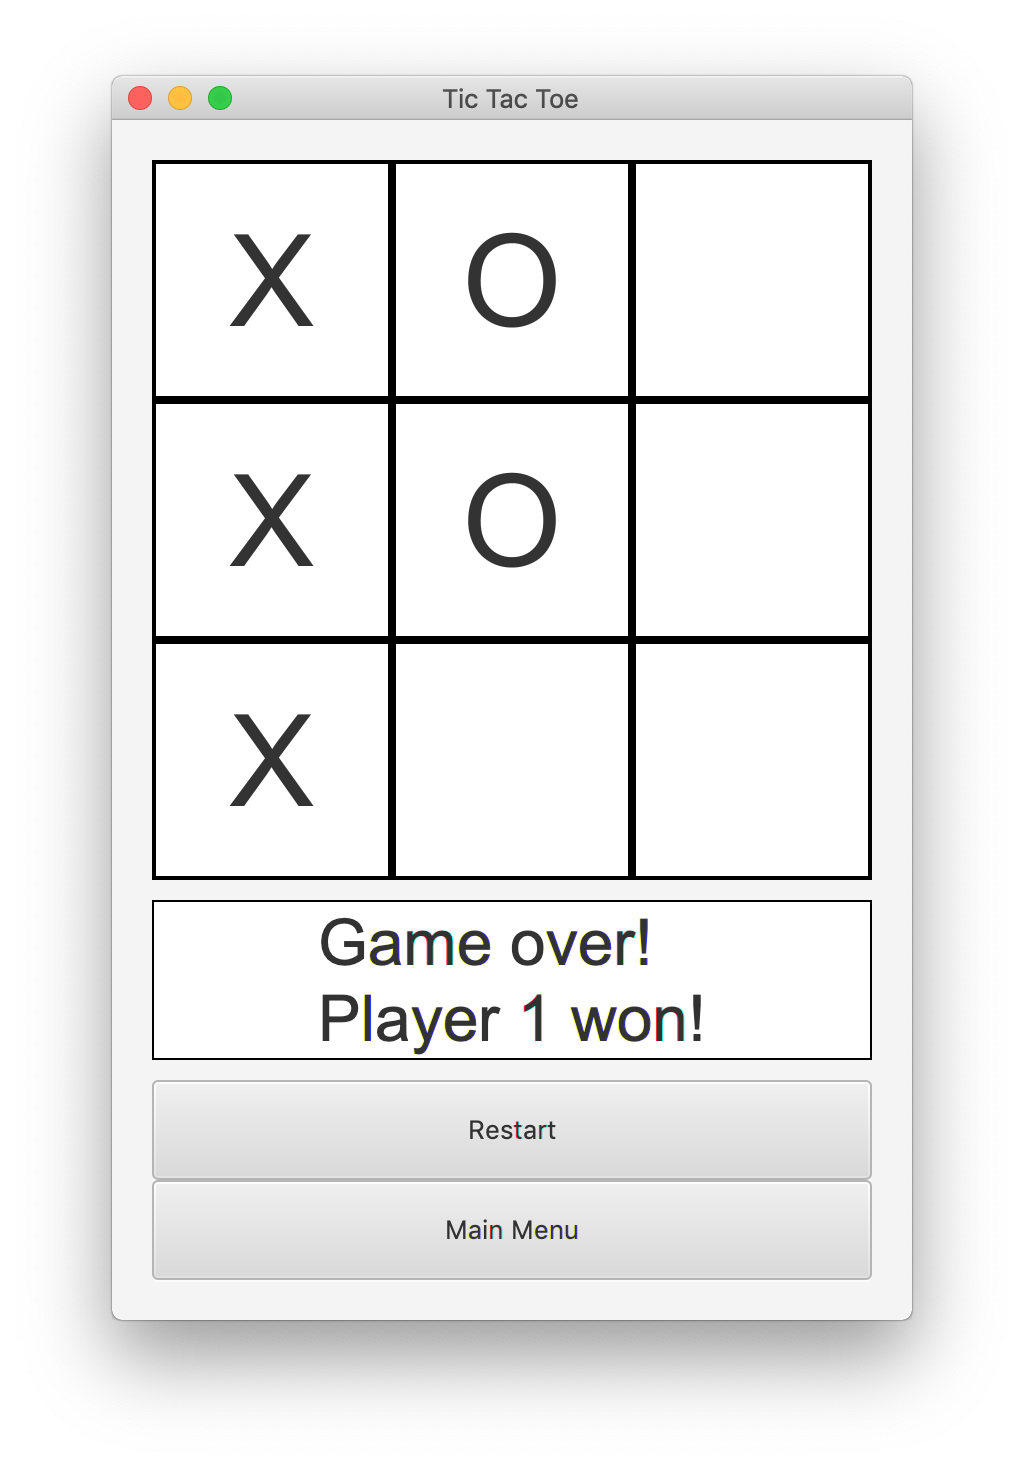 Tic Tac Toe
X O
X O
X
Game over!
Player 1 won!
Restart
Main Menu